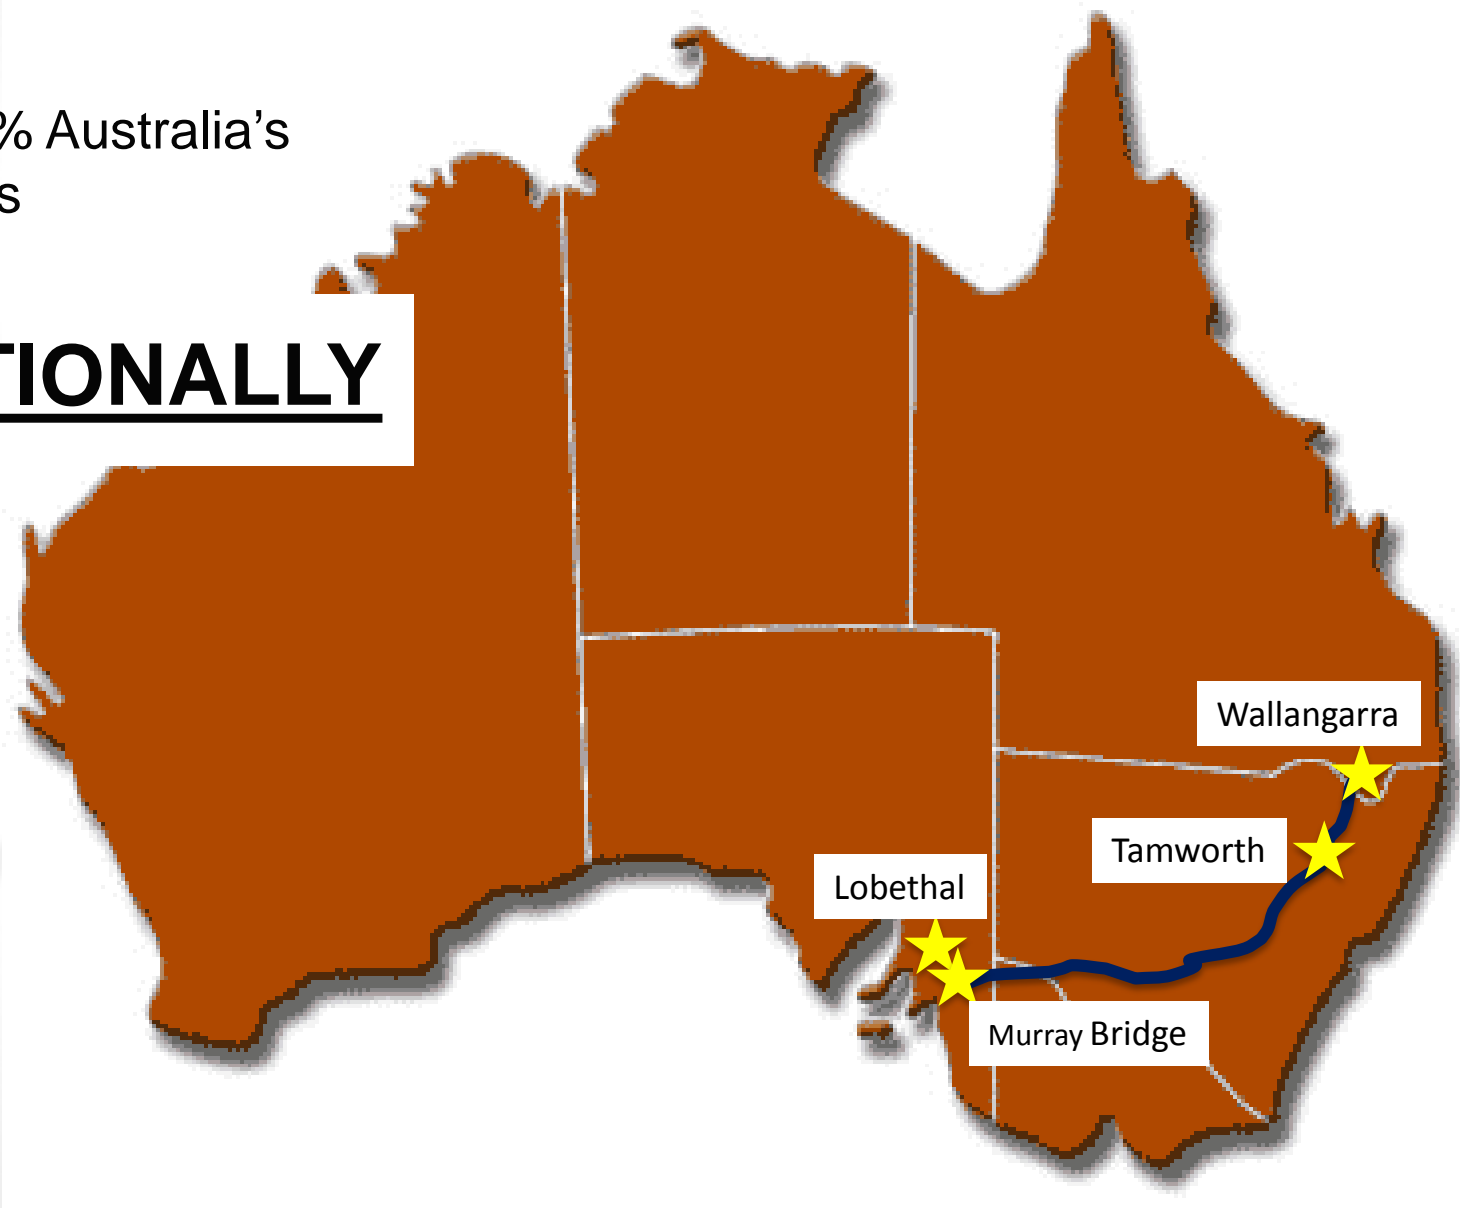 % Australia’s
s
TIONALLY
Wallangarra
Tamworth
Lobethal
Murray Bridge